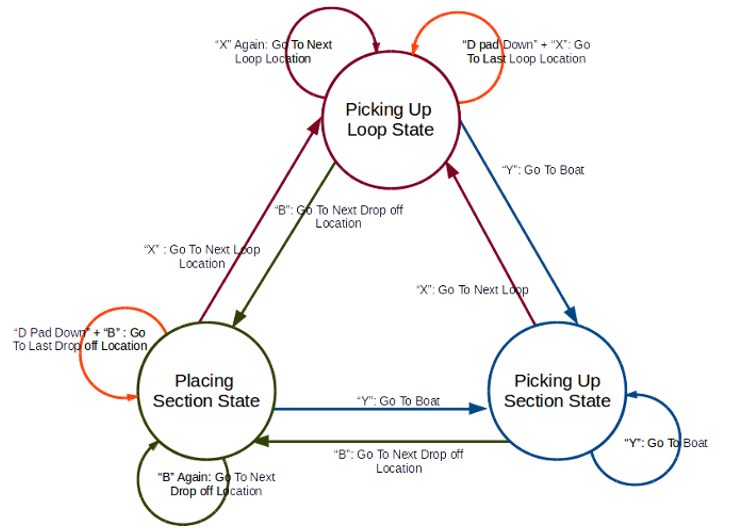 “X” Again: Go To Next
Loop Location
“D pad Down” + “X”: Go
To Last Loop Location
Picking Up
Loop State
“Y”: Go To Boat
“B”: Go To Next Drop off
Location
“X” : Go To Next Loop
Location
“X”: Go To Next Loop
“D Pad Down” + “B” : Go
To Last Drop off Location
Placing
Section State
Picking Up
Section State
“Y”: Go To Boat
“Y”: Go To Boat
“B”: Go To Next Drop off
Location
“B” Again: Go To Next
Drop off Location